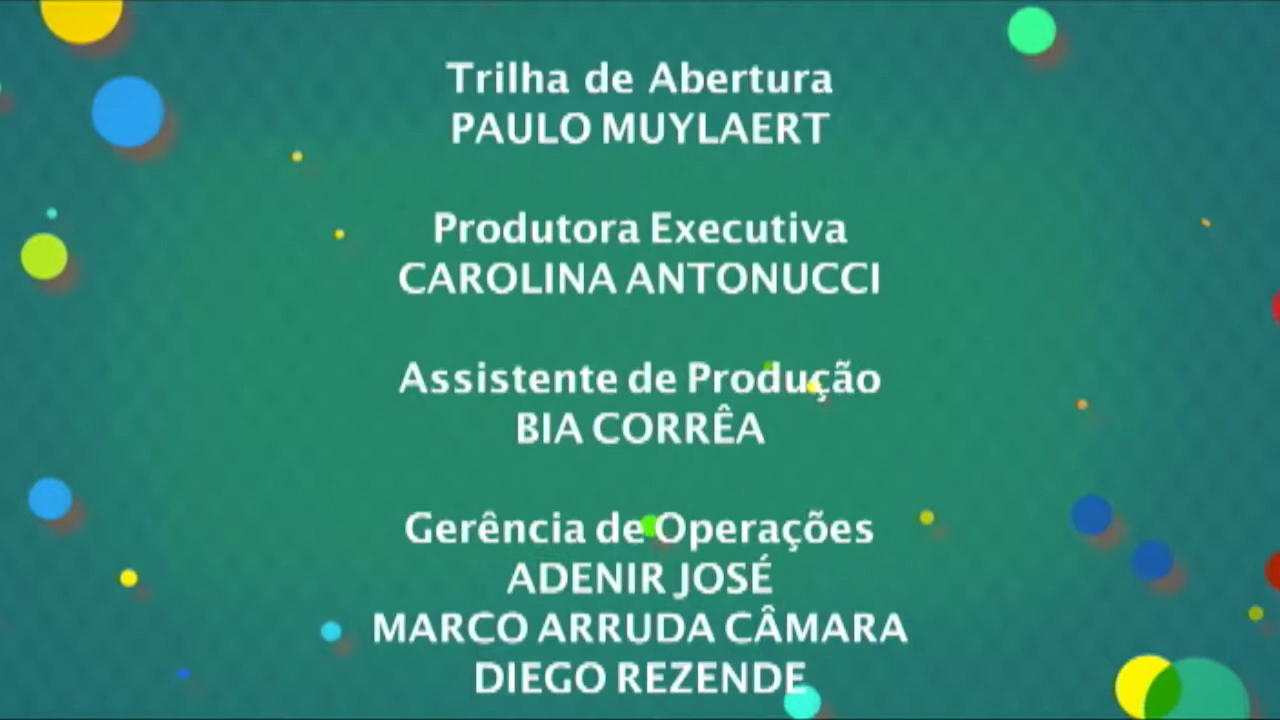 Trilha de Abertura
PAULO MUYLAERT
Produtora Executiva
CAROLINA ANTONUCCI
Assistente de Produção
BIA CORRÊA
Gerência de Operações
ADENIR JOSÉ
MARCO ARRUDA CÂMARA
DIEGO REZENDE